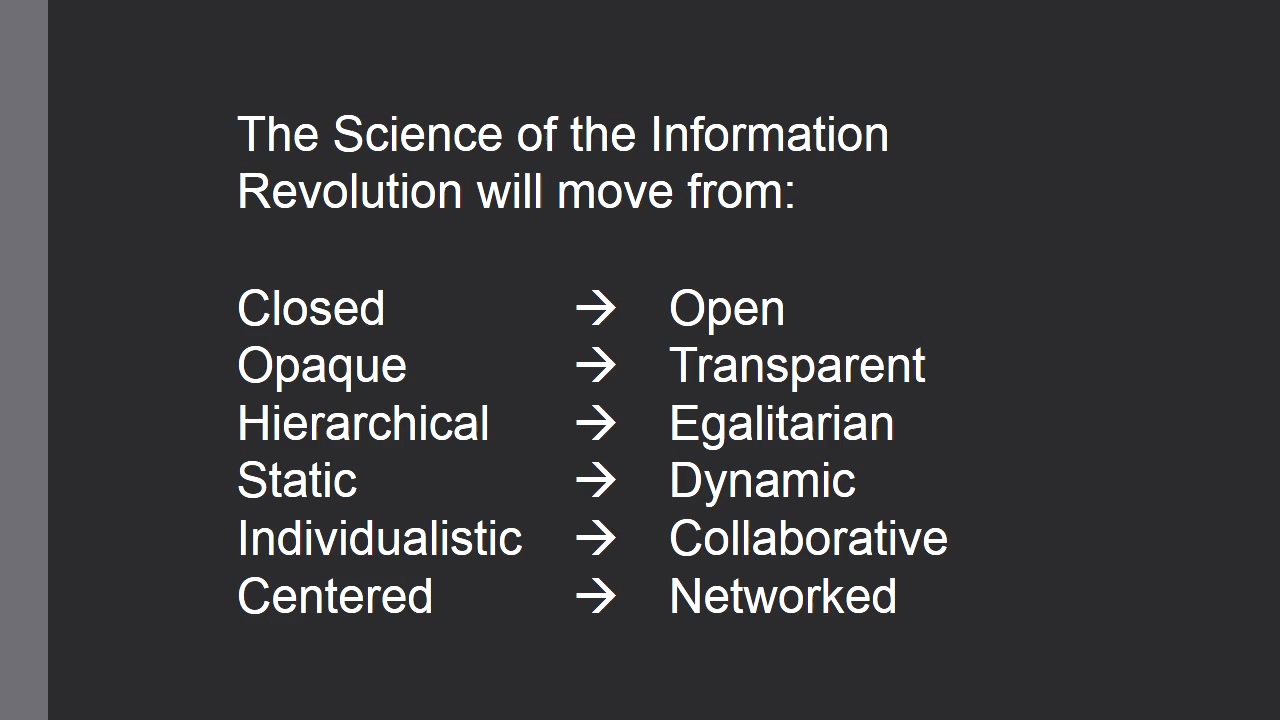 The Science of the Information
Revolution will move from:
Closed → Open
Opaque → Transparent
Hierarchical → Egalitarian
Static → Dynamic
Individualistic → Collaborative
Centered → Networked